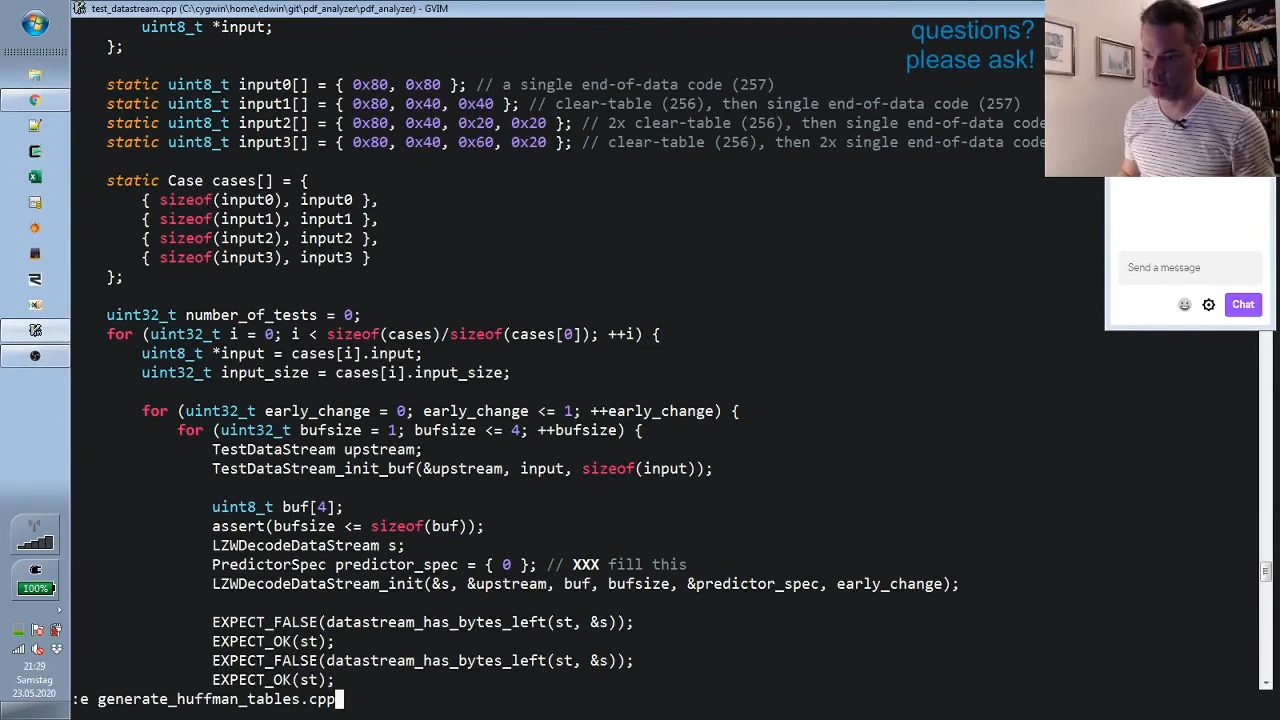 test_datastream.cpp (C:\cygwin\home\edwin\git\pdf_analyzer\pdf_analyzer) - GVIM
questions?
please ask!
uint8_t *input;
};
static uint8_t input0[] = { 0x80, 0x80 }; // a single end-of-data code (257)
static uint8_t input1[] = { 0x80, 0x40, 0x40 }; // clear-table (256), then single end-of-data code (257)
static uint8_t input2[] = { 0x80, 0x40, 0x20, 0x20 }; // 2x clear-table (256), then single end-of-data code
static uint8_t input3[] = { 0x80, 0x40, 0x60, 0x20 }; // clear-table (256), then 2x single end-of-data code
static Case cases[] = {
{ sizeof(input0), input0 },
{ sizeof(input1), input1 },
{ sizeof(input2), input2 },
{ sizeof(input3), input3 }
};
uint32_t number_of_tests = 0;
for (uint32_t i = 0; i < sizeof(cases)/sizeof(cases[0]); ++i) {
uint8_t *input = cases[i].input;
uint32_t input_size = cases[i].input_size;
for (uint32_t early_change = 0; early_change <= 1; ++early_change) {
for (uint32_t bufsize = 1; bufsize <= 4; ++bufsize) {
TestDataStream upstream;
TestDataStream_init_buf(&upstream, input, sizeof(input));
uint8_t buf[4];
assert(bufsize <= sizeof(buf));
LZWDecodeDataStream s;
PredictorSpec predictor_spec = { 0 }; // XXX fill this
LZWDecodeDataStream_init(&s, &upstream, buf, bufsize, &predictor_spec, early_change);
EXPECT_FALSE(datastream_has_bytes_left(st, &s));
EXPECT_OK(st);
EXPECT_FALSE(datastream_has_bytes_left(st, &s));
EXPECT_OK(st);
:e generate_huffman_tables.cpp
Send a message
Chat
100%
21:29
Samstag
23.05.2020